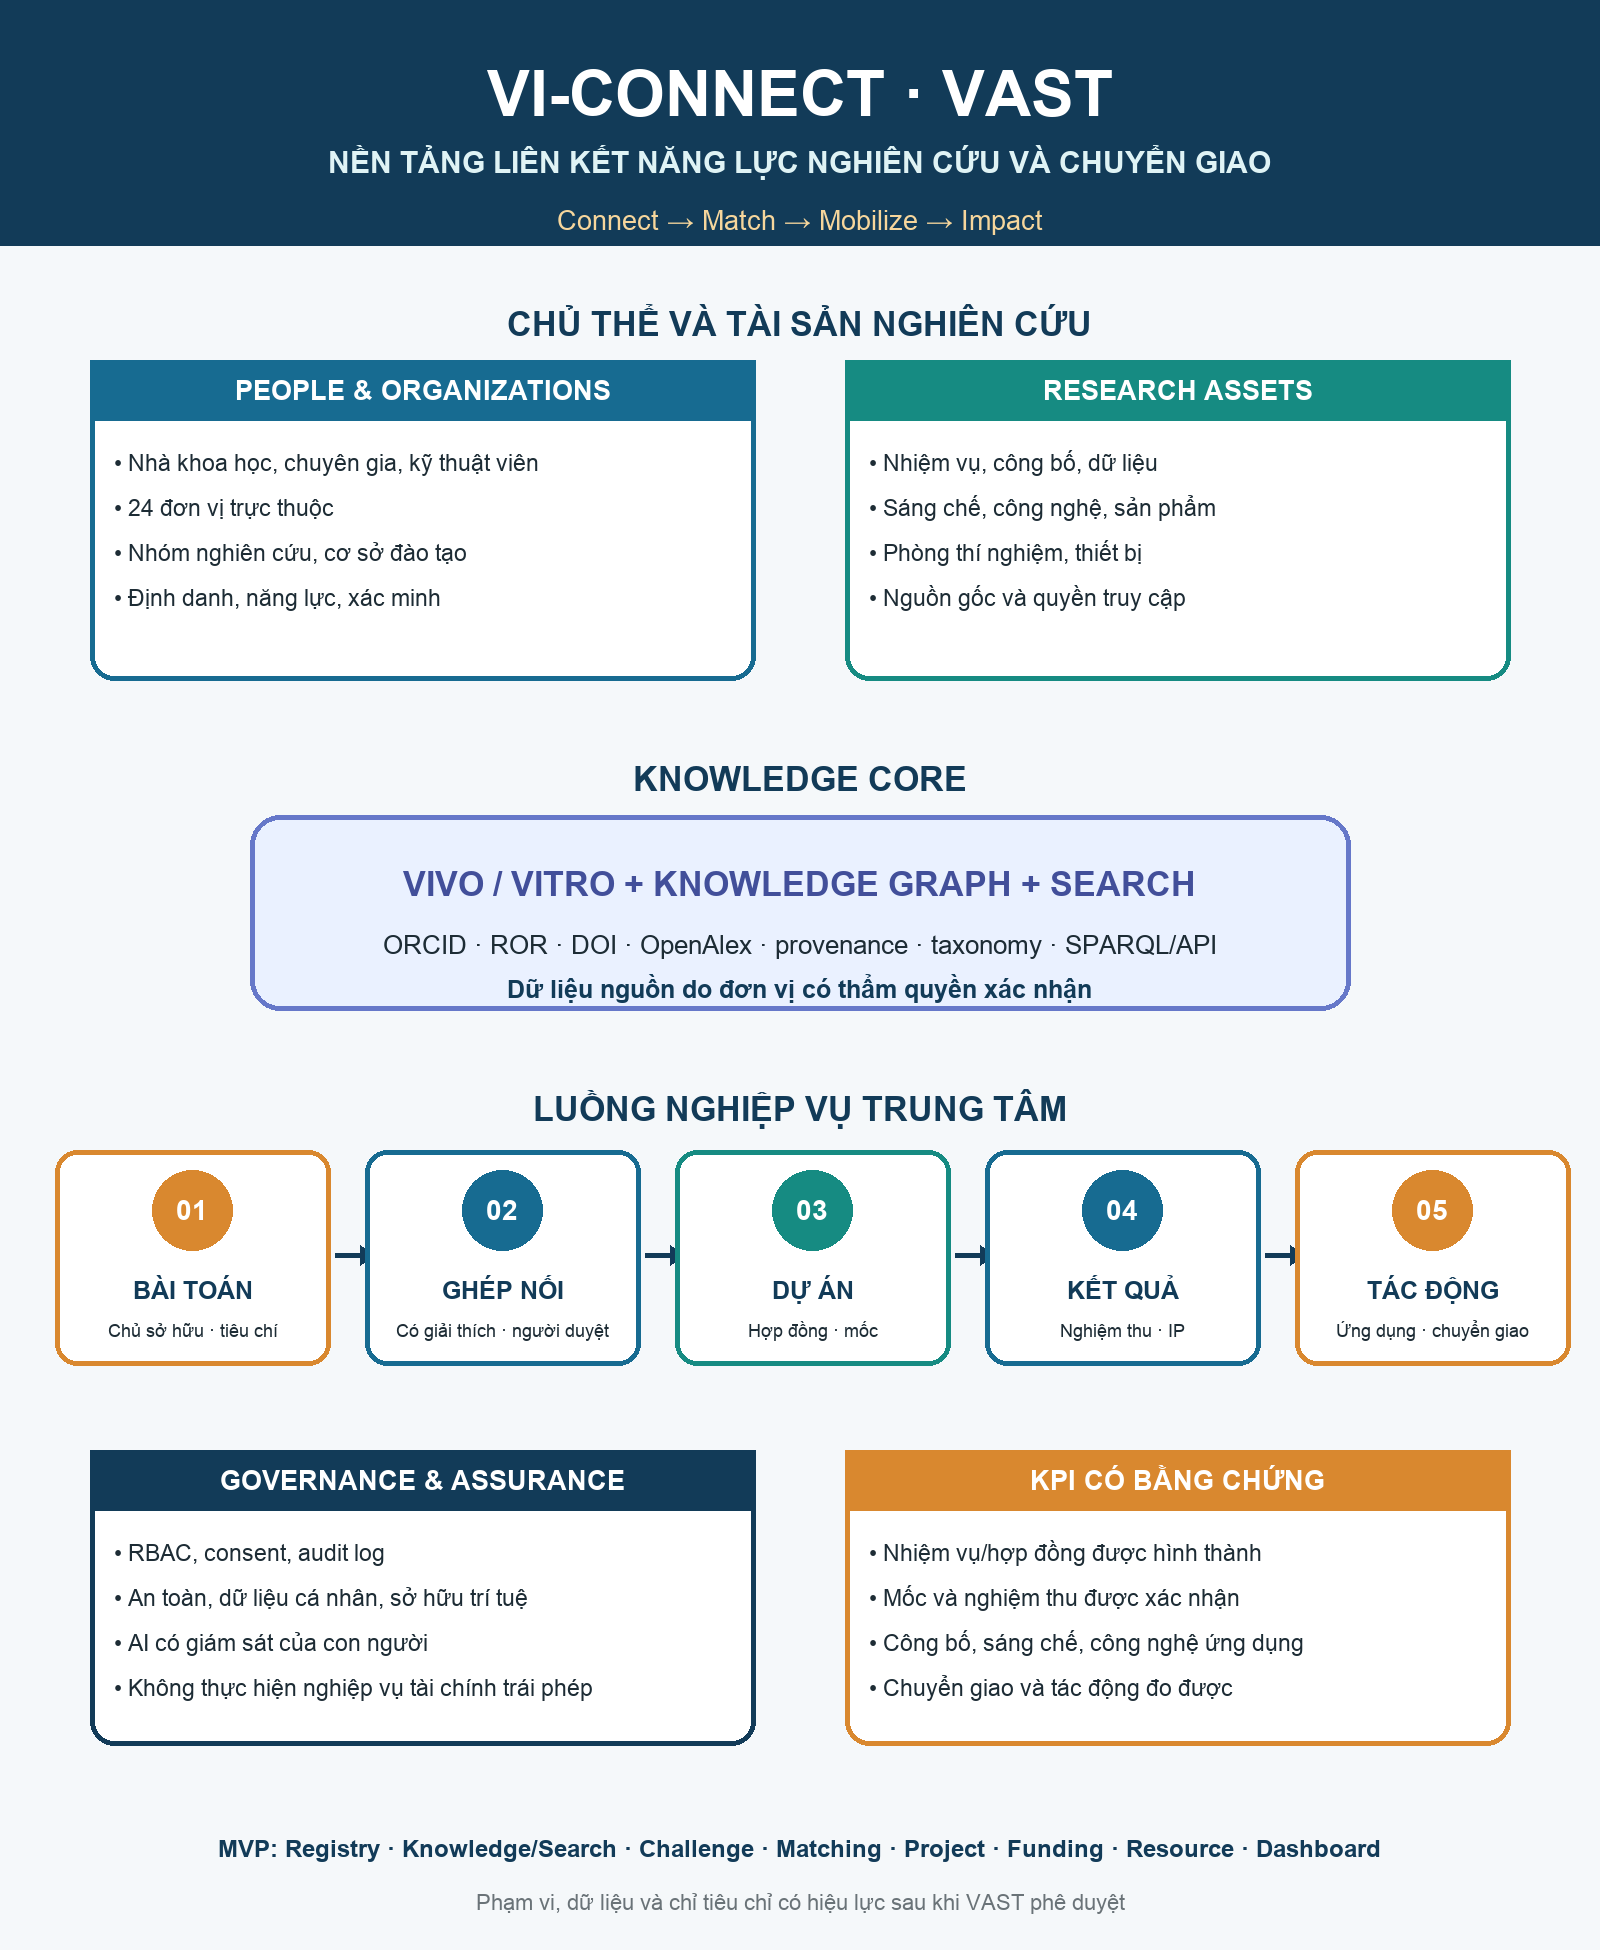 VI-CONNECT · VAST
NỀN TẢNG LIÊN KẾT NĂNG LỰC NGHIÊN CỨU VÀ CHUYỂN GIAO
Connect → Match → Mobilize → Impact
CHỦ THỂ VÀ TÀI SẢN NGHIÊN CỨU
PEOPLE & ORGANIZATIONS
• Nhà khoa học, chuyên gia, kỹ thuật viên
• 24 đơn vị trực thuộc
• Nhóm nghiên cứu, cơ sở đào tạo
• Định danh, năng lực, xác minh
RESEARCH ASSETS
• Nhiệm vụ, công bố, dữ liệu
• Sáng chế, công nghệ, sản phẩm
• Phòng thí nghiệm, thiết bị
• Nguồn gốc và quyền truy cập
KNOWLEDGE CORE
VIVO / VITRO + KNOWLEDGE GRAPH + SEARCH
ORCID · ROR · DOI · OpenAlex · provenance · taxonomy · SPARQL/API
Dữ liệu nguồn do đơn vị có thẩm quyền xác nhận
LUỒNG NGHIỆP VỤ TRUNG TÂM
01
BÀI TOÁN
Chủ sở hữu · tiêu chí
02
GHÉP NỐI
Có giải thích · người duyệt
03
DỰ ÁN
Hợp đồng · mốc
04
KẾT QUẢ
Nghiệm thu · IP
05
TÁC ĐỘNG
Ứng dụng · chuyển giao
GOVERNANCE & ASSURANCE
• RBAC, consent, audit log
• An toàn, dữ liệu cá nhân, sở hữu trí tuệ
• AI có giám sát của con người
• Không thực hiện nghiệp vụ tài chính trái phép
KPI CÓ BẰNG CHỨNG
• Nhiệm vụ/hợp đồng được hình thành
• Mốc và nghiệm thu được xác nhận
• Công bố, sáng chế, công nghệ ứng dụng
• Chuyển giao và tác động đo được
MVP: Registry · Knowledge/Search · Challenge · Matching · Project · Funding · Resource · Dashboard
Phạm vi, dữ liệu và chỉ tiêu chỉ có hiệu lực sau khi VAST phê duyệt